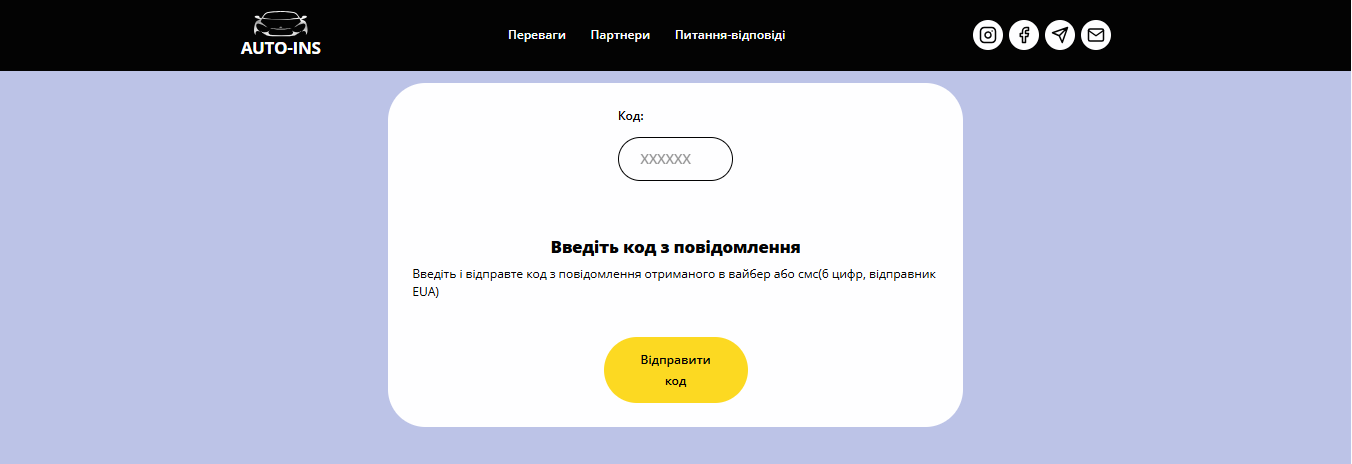 AUTO-INS
Переваги Партнери Питання-відповіді
Код:
XXXXXX
Введіть код з повідомлення
Введіть і відправте код з повідомлення отриманого в вайбер або смс(6 цифр, відправник
EUA)
Відправити
код